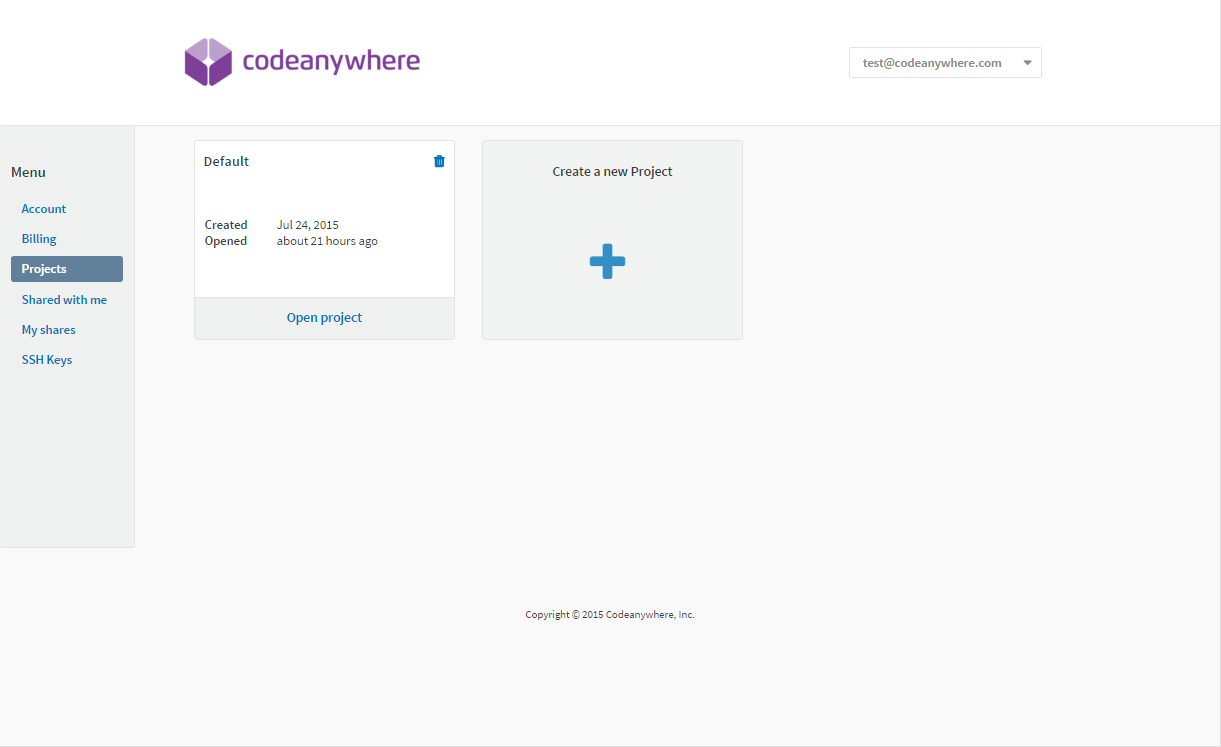 codeanywhere
test@codeanywhere.com
Menu
Account
Billing
Projects
Shared with me
My shares
SSH Keys
Default
Created Jul 24, 2015
Opened about 21 hours ago
Open project
Create a new Project
Copyright © 2015 Codeanywhere, Inc.